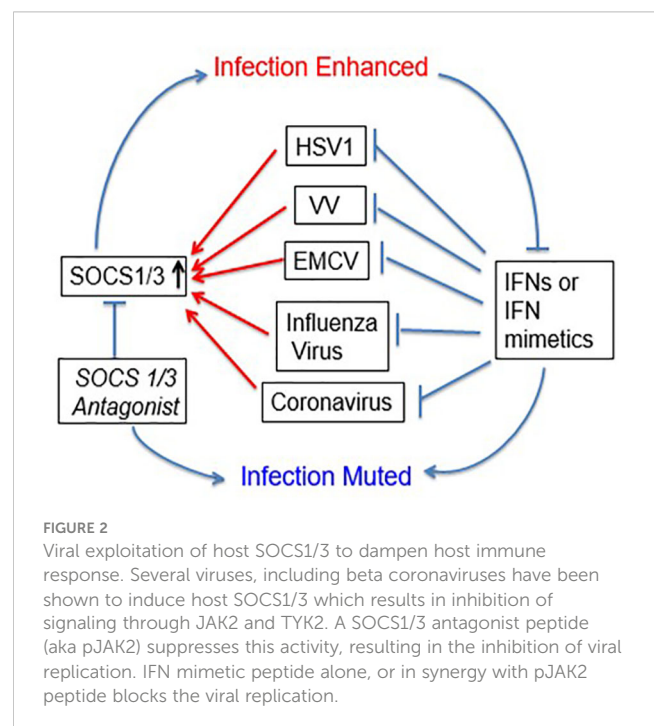 Infection Enhanced
HSV1
VV
EMCV
SOCS1/3
IFNs or
IFN
mimetics
Influenza
Virus
SOCS 1/3
Antagonist
Coronavirus
Infection Muted
FIGURE 2
Viral exploitation of host SOCS1/3 to dampen host immune
response. Several viruses, including beta coronaviruses have been
shown to induce host SOCS1/3 which results in inhibition of
signaling through JAK2 and TYK2. A SOCS1/3 antagonist peptide
(aka pJAK2) suppresses this activity, resulting in the inhibition of viral
replication. IFN mimetic peptide alone, or in synergy with pJAK2
peptide blocks the viral replication.